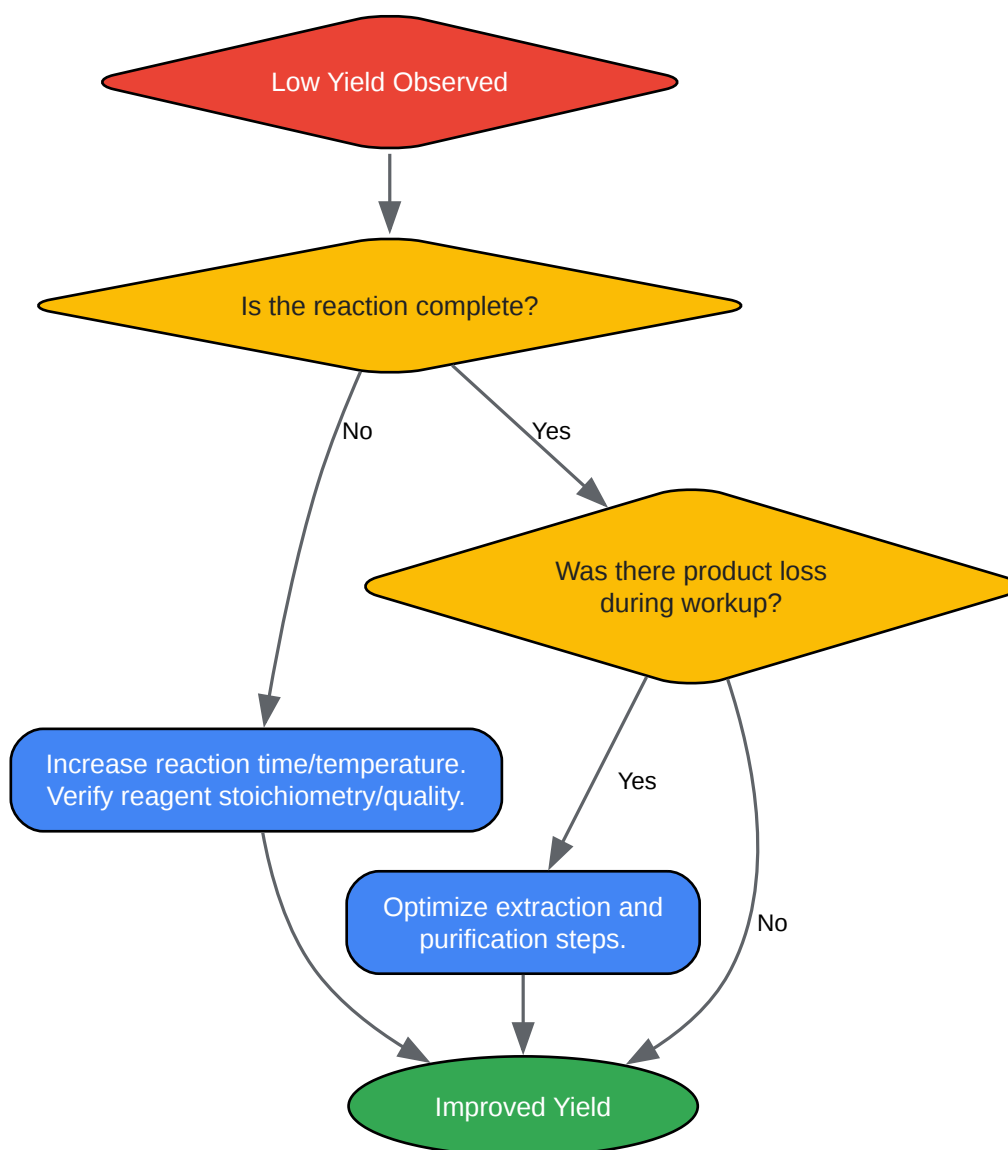 Low Yield Observed
Is the reaction complete?
No
Yes
Was there product loss
during workup?
Increase reaction time/temperature.
Verify reagent stoichiometry/quality.
Yes
Optimize extraction and
purification steps.
No
Improved Yield